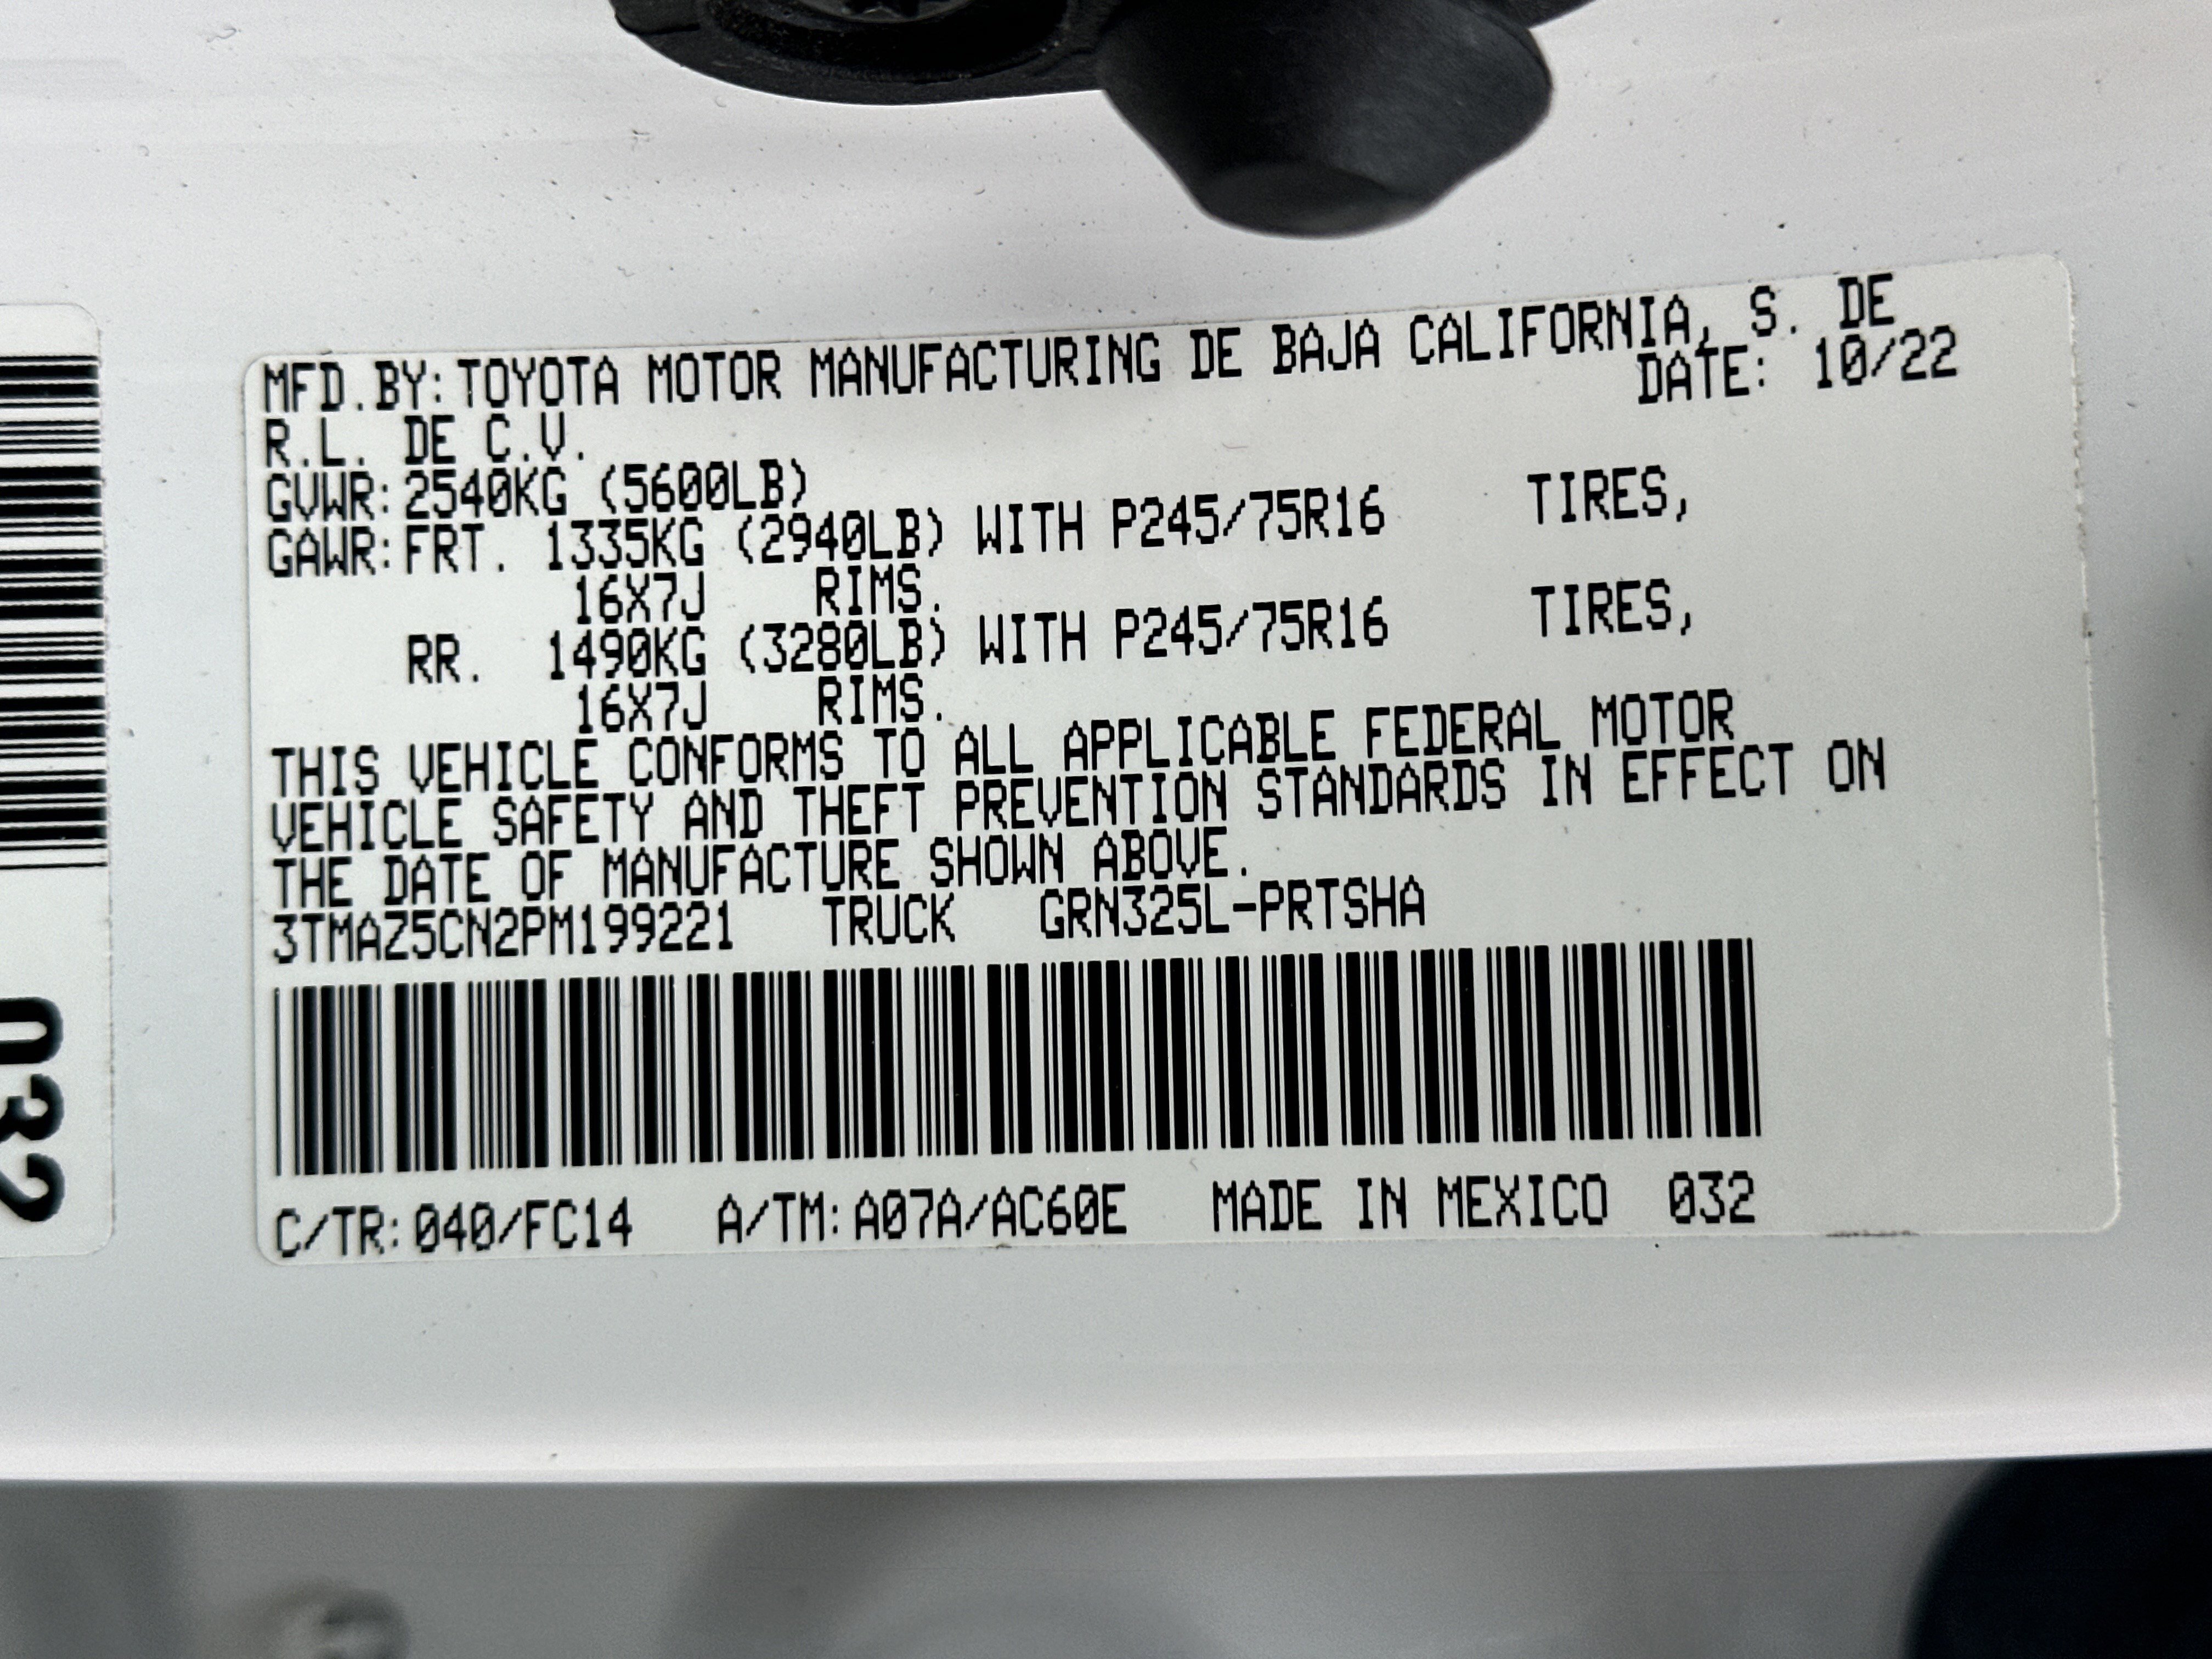 MFD.BY:TOYOTA MOTOR MANUFACTURING DE BAJA CALIFORNIA, S. DE
R.L. DE C.V. DATE: 10/22
GVWR:2540KG (5600LB)
GAWR:FRT. 1335KG (2940LB) WITH P245/75R16 TIRES,
16X7J RIMS.
RR. 1490KG (3280LB) WITH P245/75R16 TIRES,
16X7J RIMS.
THIS VEHICLE CONFORMS TO ALL APPLICABLE FEDERAL MOTOR
VEHICLE SAFETY AND THEFT PREVENTION STANDARDS IN EFFECT ON
THE DATE OF MANUFACTURE SHOWN ABOVE.
3TMAZ5CN2PM199221 TRUCK GRN325L-PRTSHA
C/TR:040/FC14 A/TM:A07A/AC60E MADE IN MEXICO 032
032